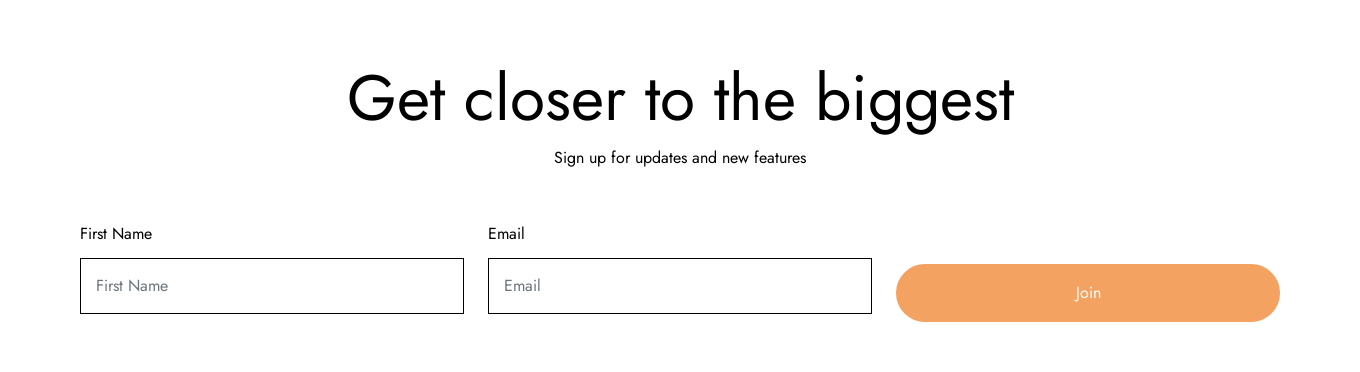 Get closer to the biggest
Sign up for updates and new features
First Name
Email
First Name
Email
Join